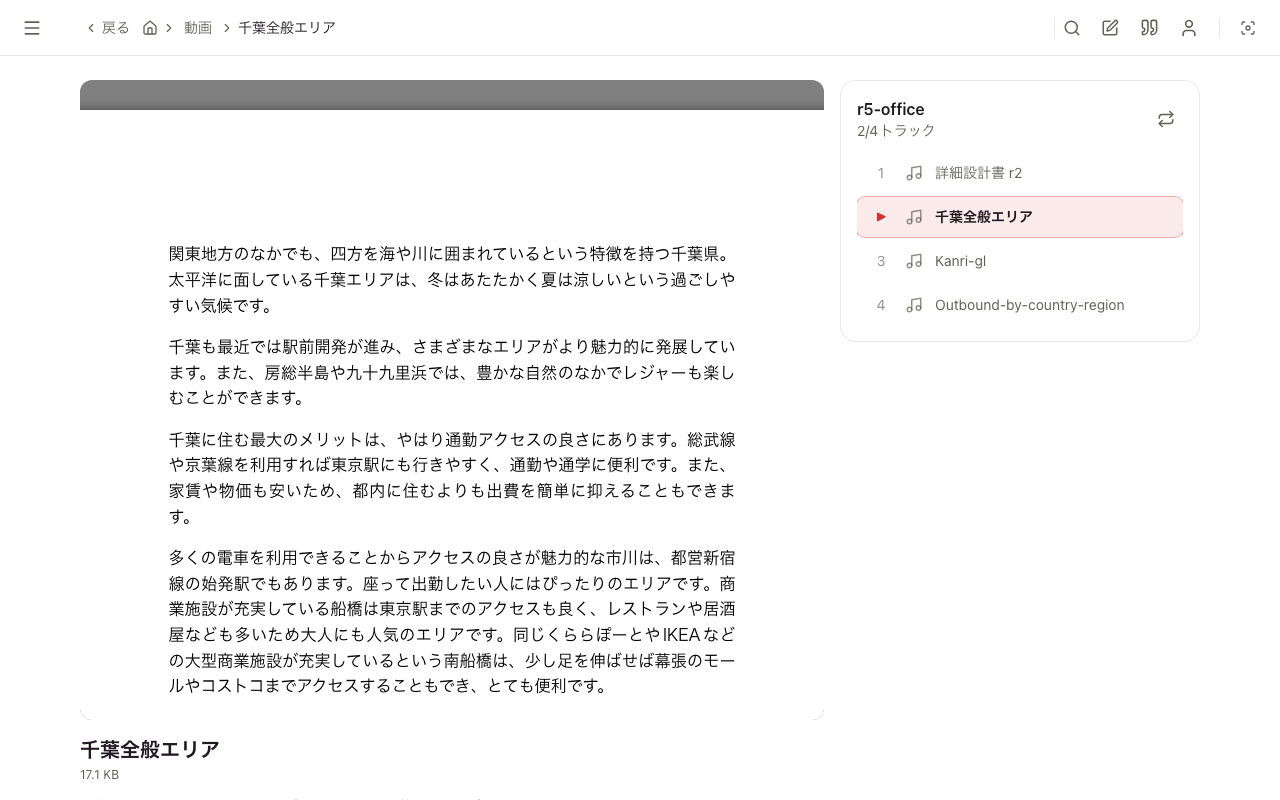 戻る
動画
千葉全般エリア
関東地方のなかでも、四方を海や川に囲まれているという特徴を持つ千葉県。
太平洋に面している千葉エリアは、冬はあたたかく夏は涼しいという過ごしや
すい気候です。
千葉も最近では駅前開発が進み、さまざまなエリアがより魅力的に発展してい
ます。また、房総半島や九十九里浜では、豊かな自然のなかでレジャーも楽し
むことができます。
千葉に住む最大のメリットは、やはり通勤アクセスの良さにあります。総武線
や京葉線を利用すれば東京駅にも行きやすく、通勤や通学に便利です。また、
家賃や物価も安いため、都内に住むよりも出費を簡単に抑えることもできま
す。
多くの電車を利用できることからアクセスの良さが魅力的な市川は、都営新宿
線の始発駅でもあります。座って出勤したい人にはぴったりのエリアです。商
業施設が充実している船橋は東京駅までのアクセスも良く、レストランや居酒
屋なども多いため大人にも人気のエリアです。同じくららぽーとやIKEAなど
の大型商業施設が充実しているという南船橋は、少し足を伸ばせば幕張のモー
ルやコストコまでアクセスすることもでき、とても便利です。
千葉全般エリア
17.1 KB
r5-office
2/4トラック
1 詳細設計書 r2
千葉全般エリア
3 Kanri-gl
4 Outbound-by-country-region